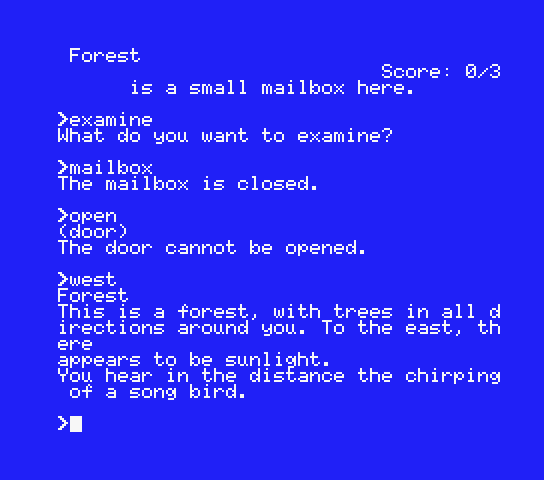 Forest
Score: 0/3
is a small mailbox here.
>examine
What do you want to examine?
>mailbox
The mailbox is closed.
>open
(door)
The door cannot be opened.
>west
Forest
This is a forest, with trees in all d
irections around you. To the east, th
ere
appears to be sunlight.
You hear in the distance the chirping
of a song bird.
>